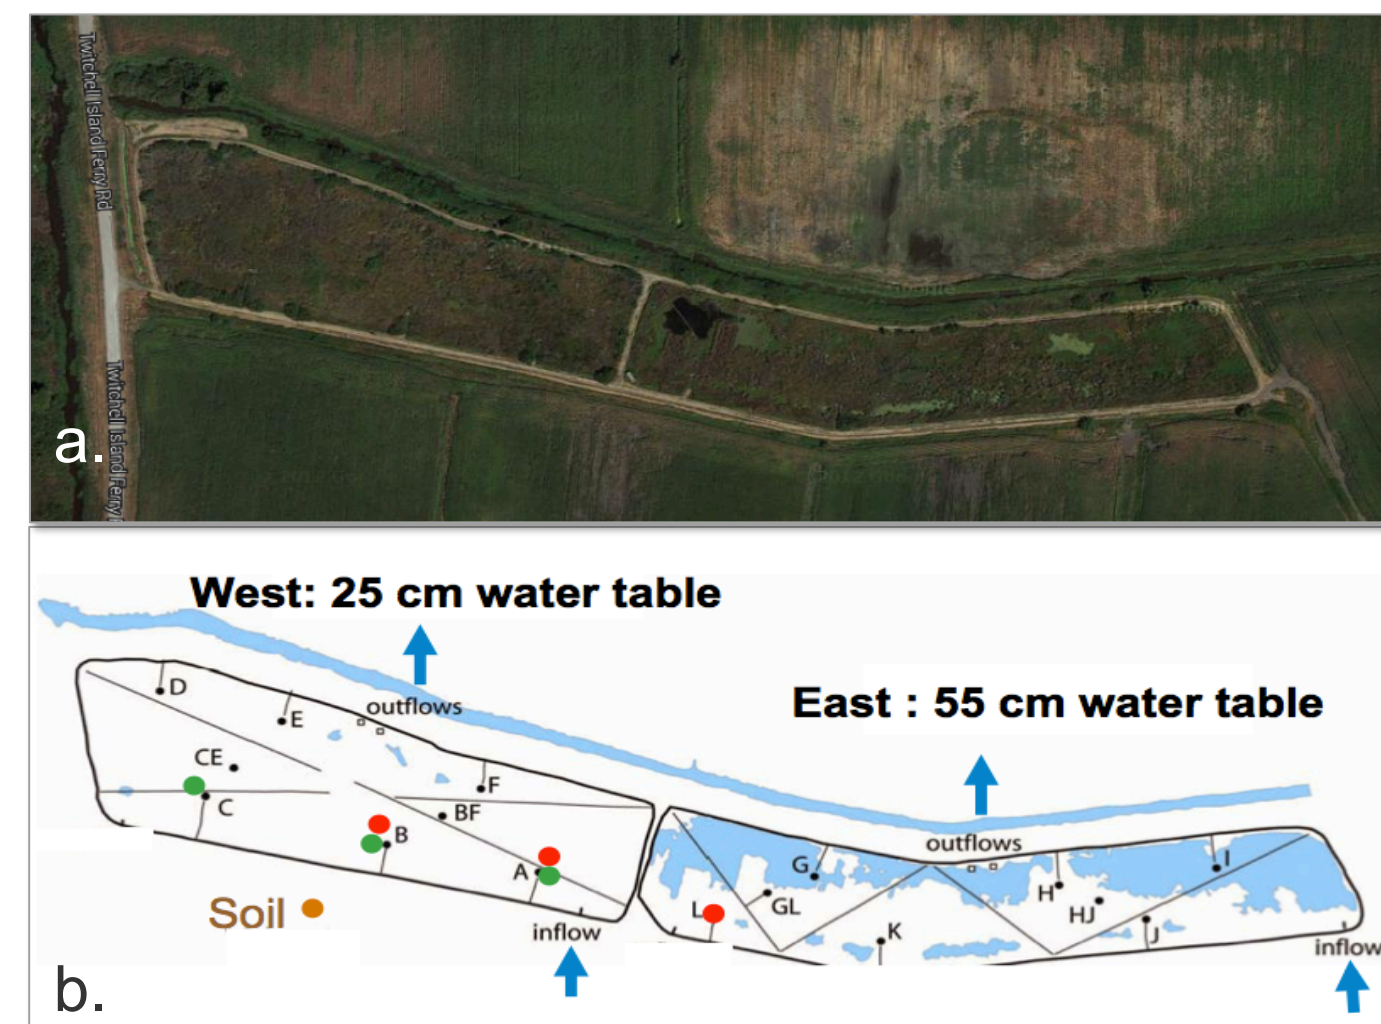 Twitchell Island Ferry Rd
Twitchell Island Ferry
a.
West: 25 cm water table
East : 55 cm water table
D
E
outflows
CE
C
F
BF
B
A
Soil
inflow
outflows
G
I
H
GL
HJ
L
K
J
inflow
b.